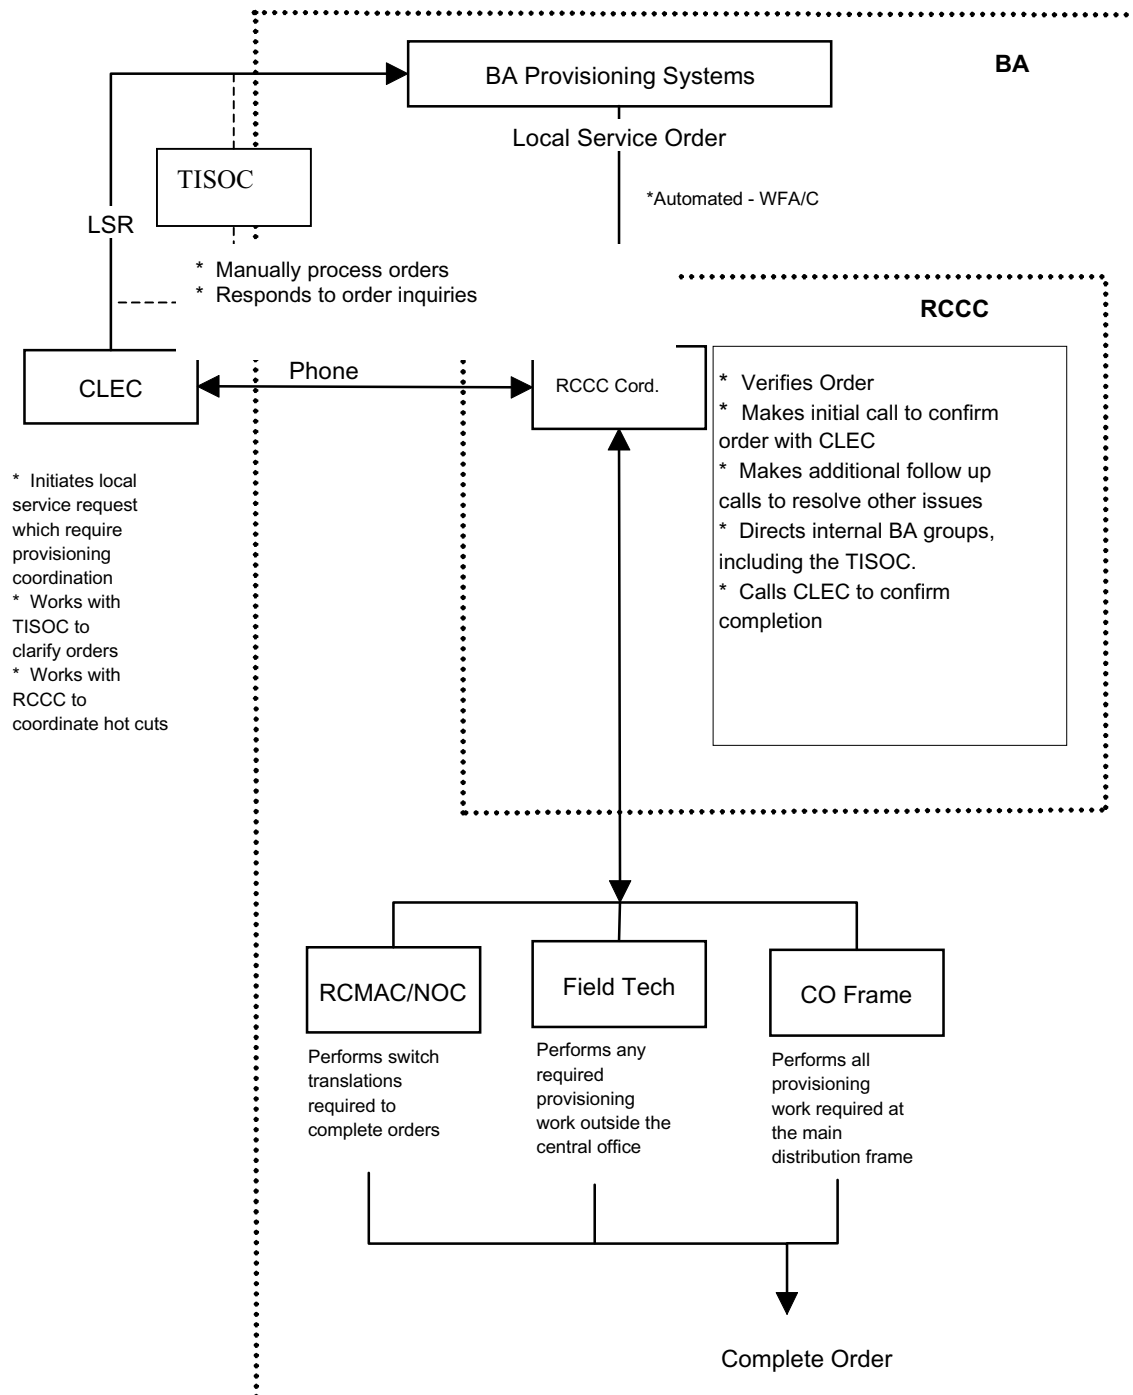 BA
BA Provisioning Systems
Local Service Order
TISOC
*Automated - WFA/C
LSR
* Manually process orders
* Responds to order inquiries
RCCC
CLEC
Phone
RCCC Cord.
* Verifies Order
* Makes initial call to confirm
order with CLEC
* Makes additional follow up
calls to resolve other issues
* Directs internal BA groups,
including the TISOC.
* Calls CLEC to confirm
completion
* Initiates local
service request
which require
provisioning
coordination
* Works with
TISOC to
clarify orders
* Works with
RCCC to
coordinate hot cuts
RCMAC/NOC
Field Tech
CO Frame
Performs switch
translations
required to
complete orders
Performs any
required
provisioning
work outside the
central office
Performs all
provisioning
work required at
the main
distribution frame
Complete Order